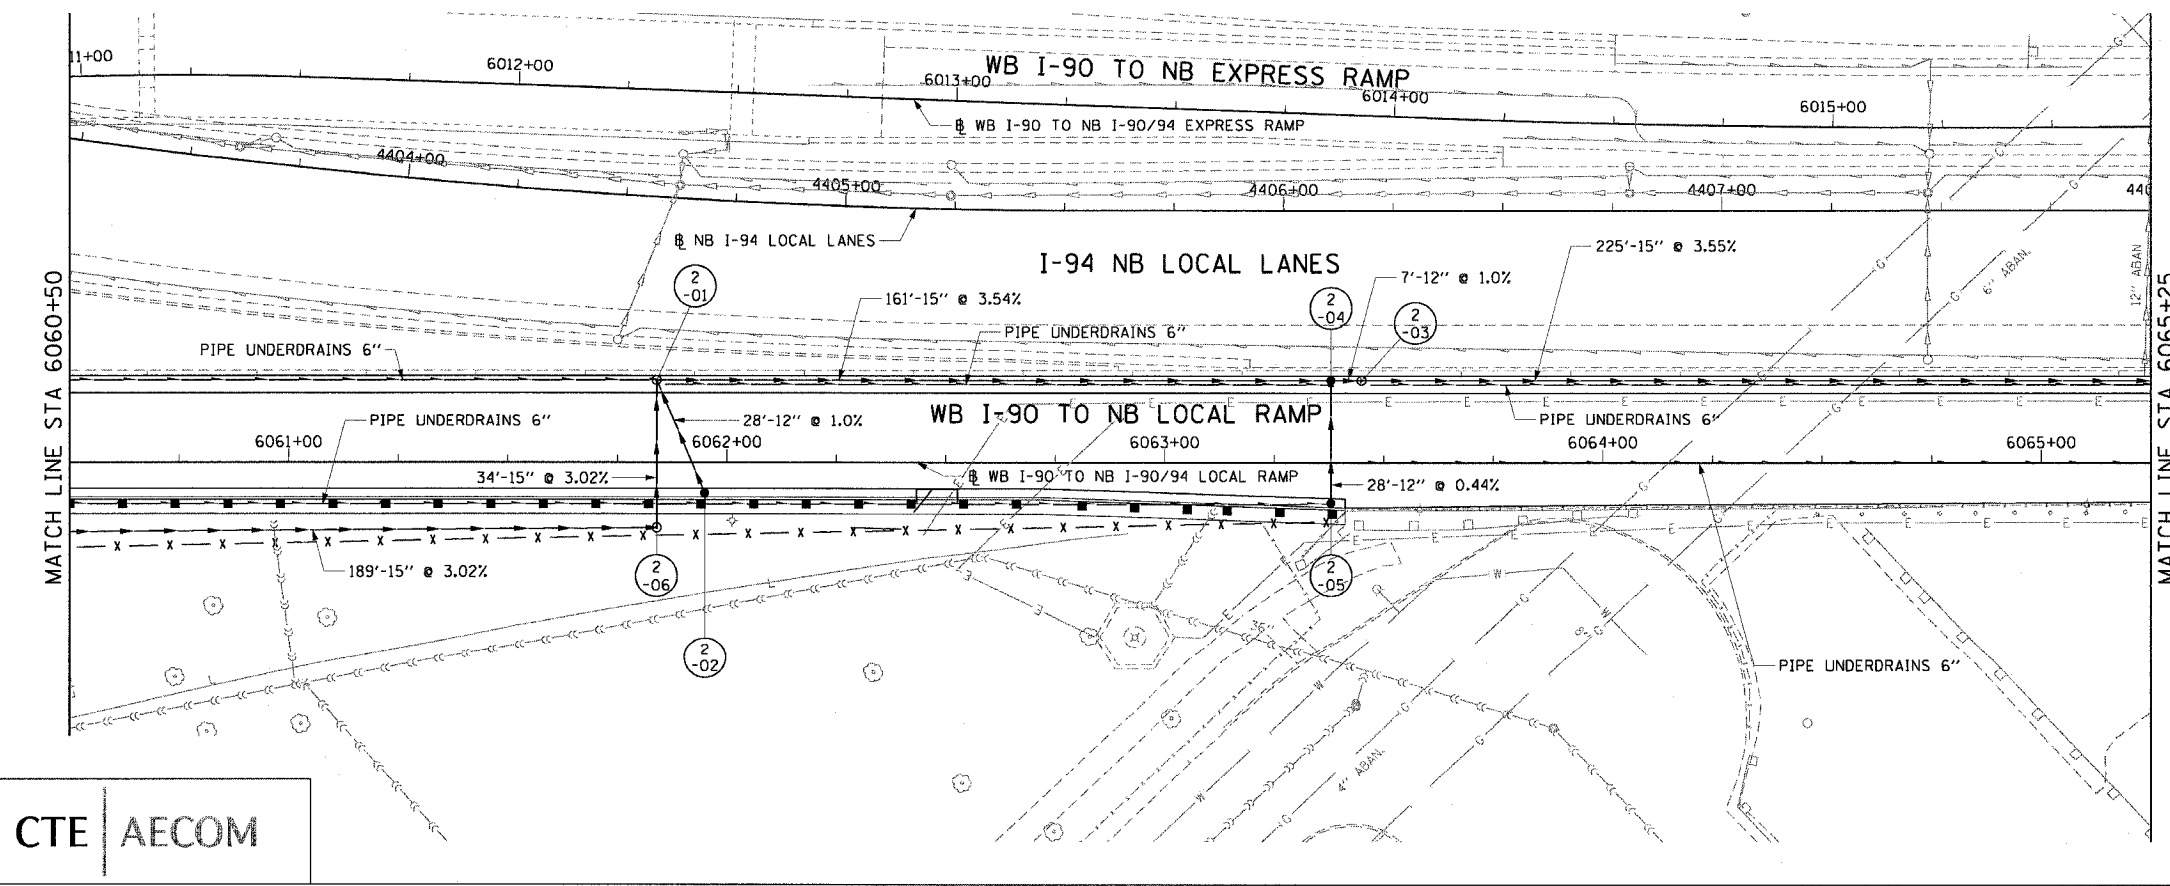 11+00
6012+00
WB I-90 TO NB EXPRESS RAMP
6013+00
6014+00
6015+00
℄ WB I-90 TO NB I-90/94 EXPRESS RAMP
4404+00
4405+00
4406+00
4407+00
440
℄ NB I-94 LOCAL LANES
I-94 NB LOCAL LANES
225'-15" @ 3.55%
7'-12" @ 1.0%
161'-15" @ 3.54%
2
-01
2
-04
2
-03
6" ABAN.
12" ABAN
MATCH LINE STA 6060+50
MATCH LINE STA 6065+25
PIPE UNDERDRAINS 6"
PIPE UNDERDRAINS 6"
PIPE UNDERDRAINS 6"
28'-12" @ 1.0%
WB I-90 TO NB LOCAL RAMP
PIPE UNDERDRAINS 6"
6061+00
6062+00
6063+00
6064+00
6065+00
34'-15" @ 3.02%
℄ WB I-90 TO NB I-90/94 LOCAL RAMP
28'-12" @ 0.44%
189'-15" @ 3.02%
2
-06
2
-05
2
-02
36"
8"
4" ABAN.
PIPE UNDERDRAINS 6"
CTE | AECOM